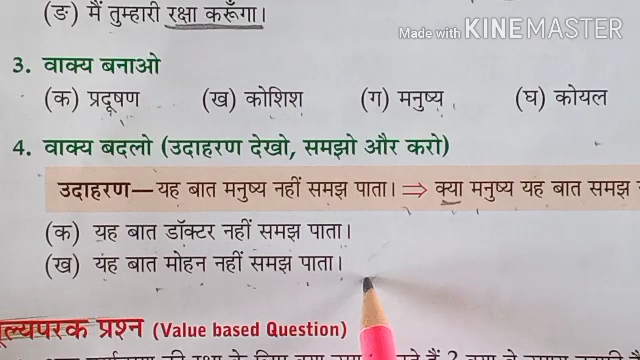 (ङ) मैं तुम्हारी रक्षा करूँगा।
Made with KINEMASTER
3. वाक्य बनाओ
(क) प्रदूषण (ख) कोशिश (ग) मनुष्य (घ) कोयल
4. वाक्य बदलो (उदाहरण देखो, समझो और करो)
उदाहरण—यह बात मनुष्य नहीं समझ पाता। ⇒ क्या मनुष्य यह बात समझ
(क) यह बात डॉक्टर नहीं समझ पाता।
(ख) यह बात मोहन नहीं समझ पाता।
ूल्यपरक प्रश्न (Value based Question)